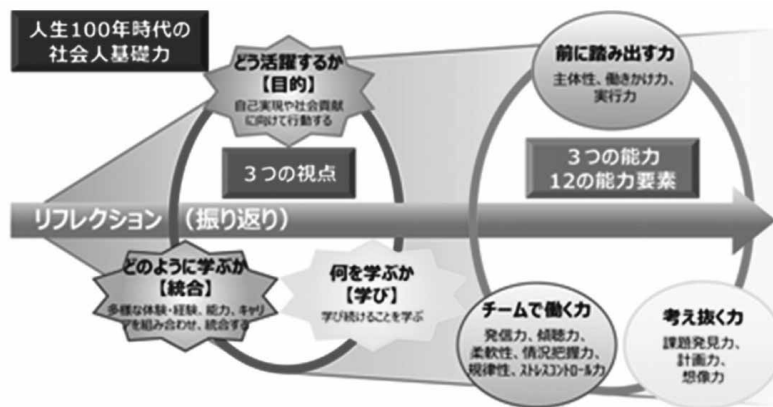 人生100年時代の
社会人基礎力
どう活躍するか
【目的】
自己実現や社会貢献
に向けて行動する
前に踏み出す力
主体性、働きかけ力、
実行力
3つの視点
3つの能力
12の能力要素
リフレクション (振り返り)
どのように学ぶか
【統合】
多様な体験・経験、能力、キャリ
アを組み合わせ、統合する
何を学ぶか
【学び】
学び続けることを学ぶ
チームで働く力
発信力、傾聴力、
柔軟性、情況把握力、
規律性、ストレスコントロール力
考え抜く力
課題発見力、
計画力、
想像力